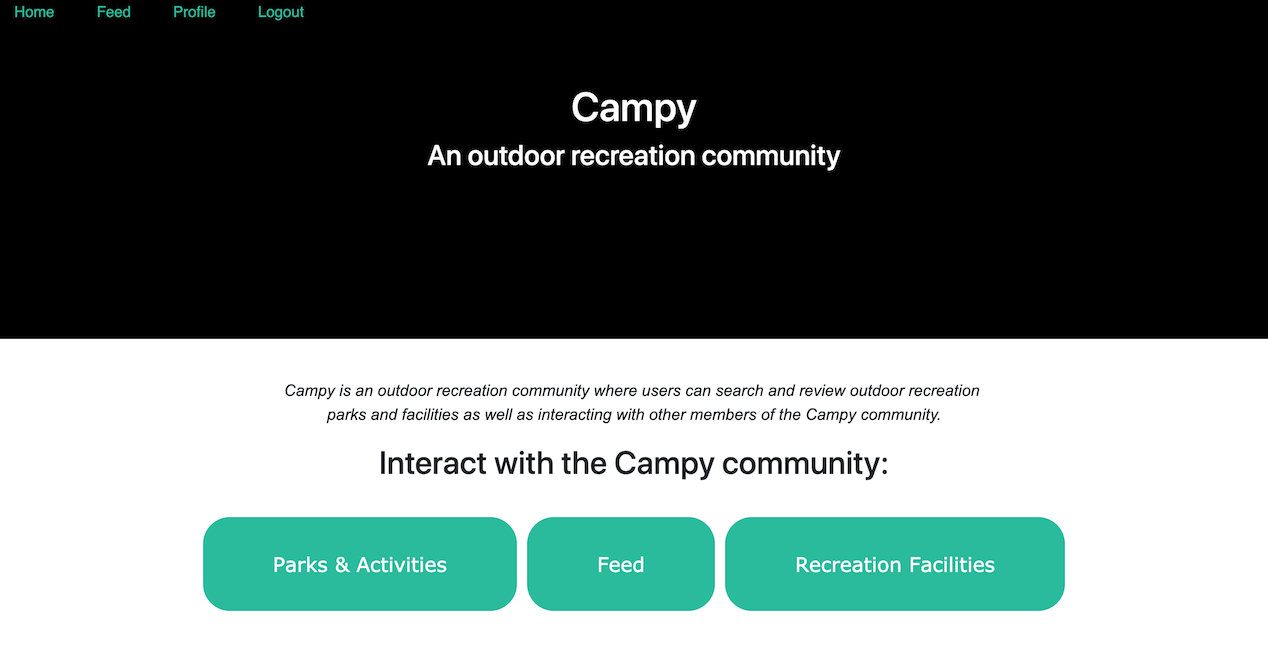 Home Feed Profile Logout
Campy
An outdoor recreation community
Campy is an outdoor recreation community where users can search and review outdoor recreation
parks and facilities as well as interacting with other members of the Campy community.
Interact with the Campy community:
Parks & Activities Feed Recreation Facilities